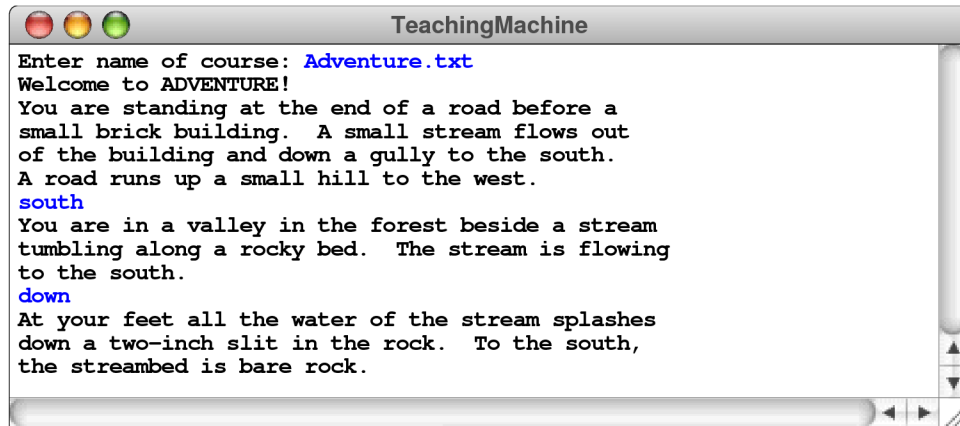 TeachingMachine
Enter name of course: Adventure.txt
Welcome to ADVENTURE!
You are standing at the end of a road before a
small brick building.  A small stream flows out
of the building and down a gully to the south.
A road runs up a small hill to the west.
south
You are in a valley in the forest beside a stream
tumbling along a rocky bed.  The stream is flowing
to the south.
down
At your feet all the water of the stream splashes
down a two-inch slit in the rock.  To the south,
the streambed is bare rock.